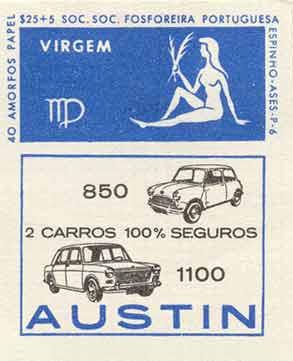 $25+5 SOC. SOC. FOSFOREIRA PORTUGUESA
40 AMORFOS PAPEL
ESPINHO-ASES-P-6
VIRGEM
850
2 CARROS 100% SEGUROS
1100
AUSTIN